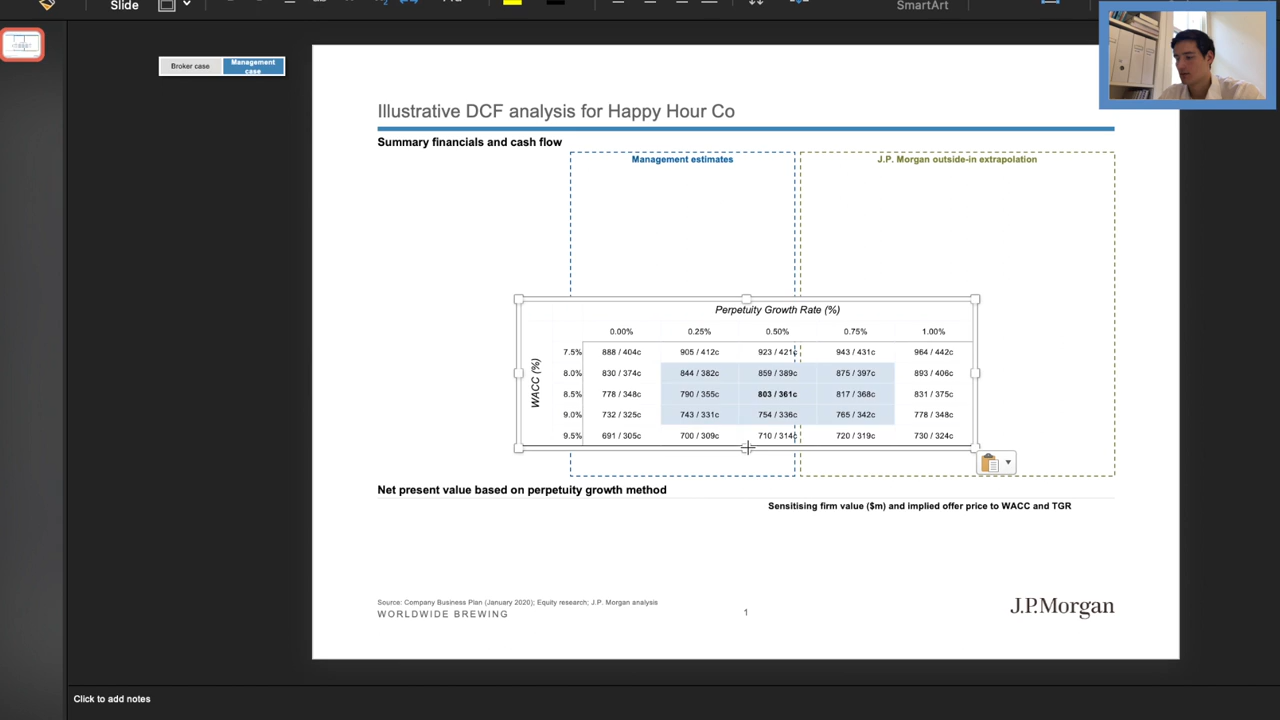 Slide
SmartArt
Broker case
Management
case
Illustrative DCF analysis for Happy Hour Co
Summary financials and cash flow
Management estimates
J.P. Morgan outside-in extrapolation
Perpetuity Growth Rate (%)
0.00% 0.25% 0.50% 0.75% 1.00%
WACC (%)
7.5% 888 / 404c 905 / 412c 923 / 421c 943 / 431c 964 / 442c
8.0% 830 / 374c 844 / 382c 859 / 389c 875 / 397c 893 / 406c
8.5% 778 / 348c 790 / 355c 803 / 361c 817 / 368c 831 / 375c
9.0% 732 / 325c 743 / 331c 754 / 336c 765 / 342c 778 / 348c
9.5% 691 / 305c 700 / 309c 710 / 314c 720 / 319c 730 / 324c
Net present value based on perpetuity growth method
Sensitising firm value ($m) and implied offer price to WACC and TGR
Source: Company Business Plan (January 2020); Equity research; J.P. Morgan analysis
WORLDWIDE BREWING
1
J.P.Morgan
Click to add notes